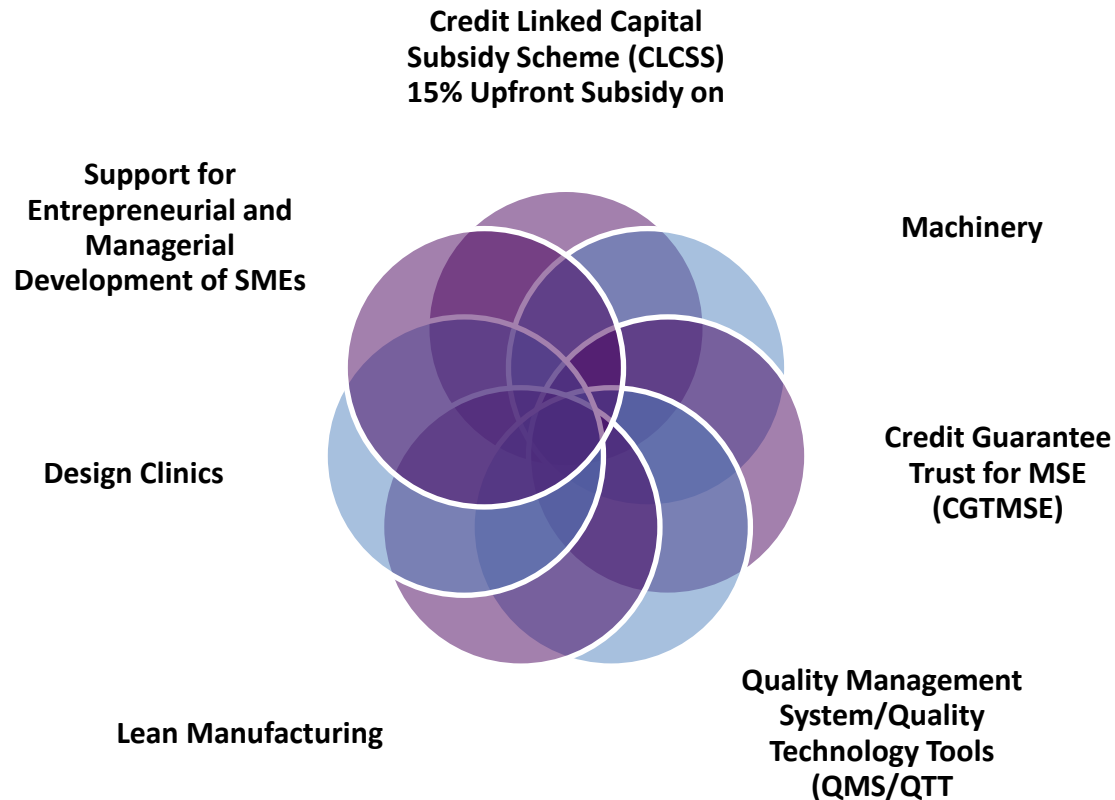 Credit Linked Capital
Subsidy Scheme (CLCSS)
15% Upfront Subsidy on
Machinery
Credit Guarantee
Trust for MSE
(CGTMSE)
Quality Management
System/Quality
Technology Tools
(QMS/QTT
Lean Manufacturing
Design Clinics
Support for
Entrepreneurial and
Managerial
Development of SMEs